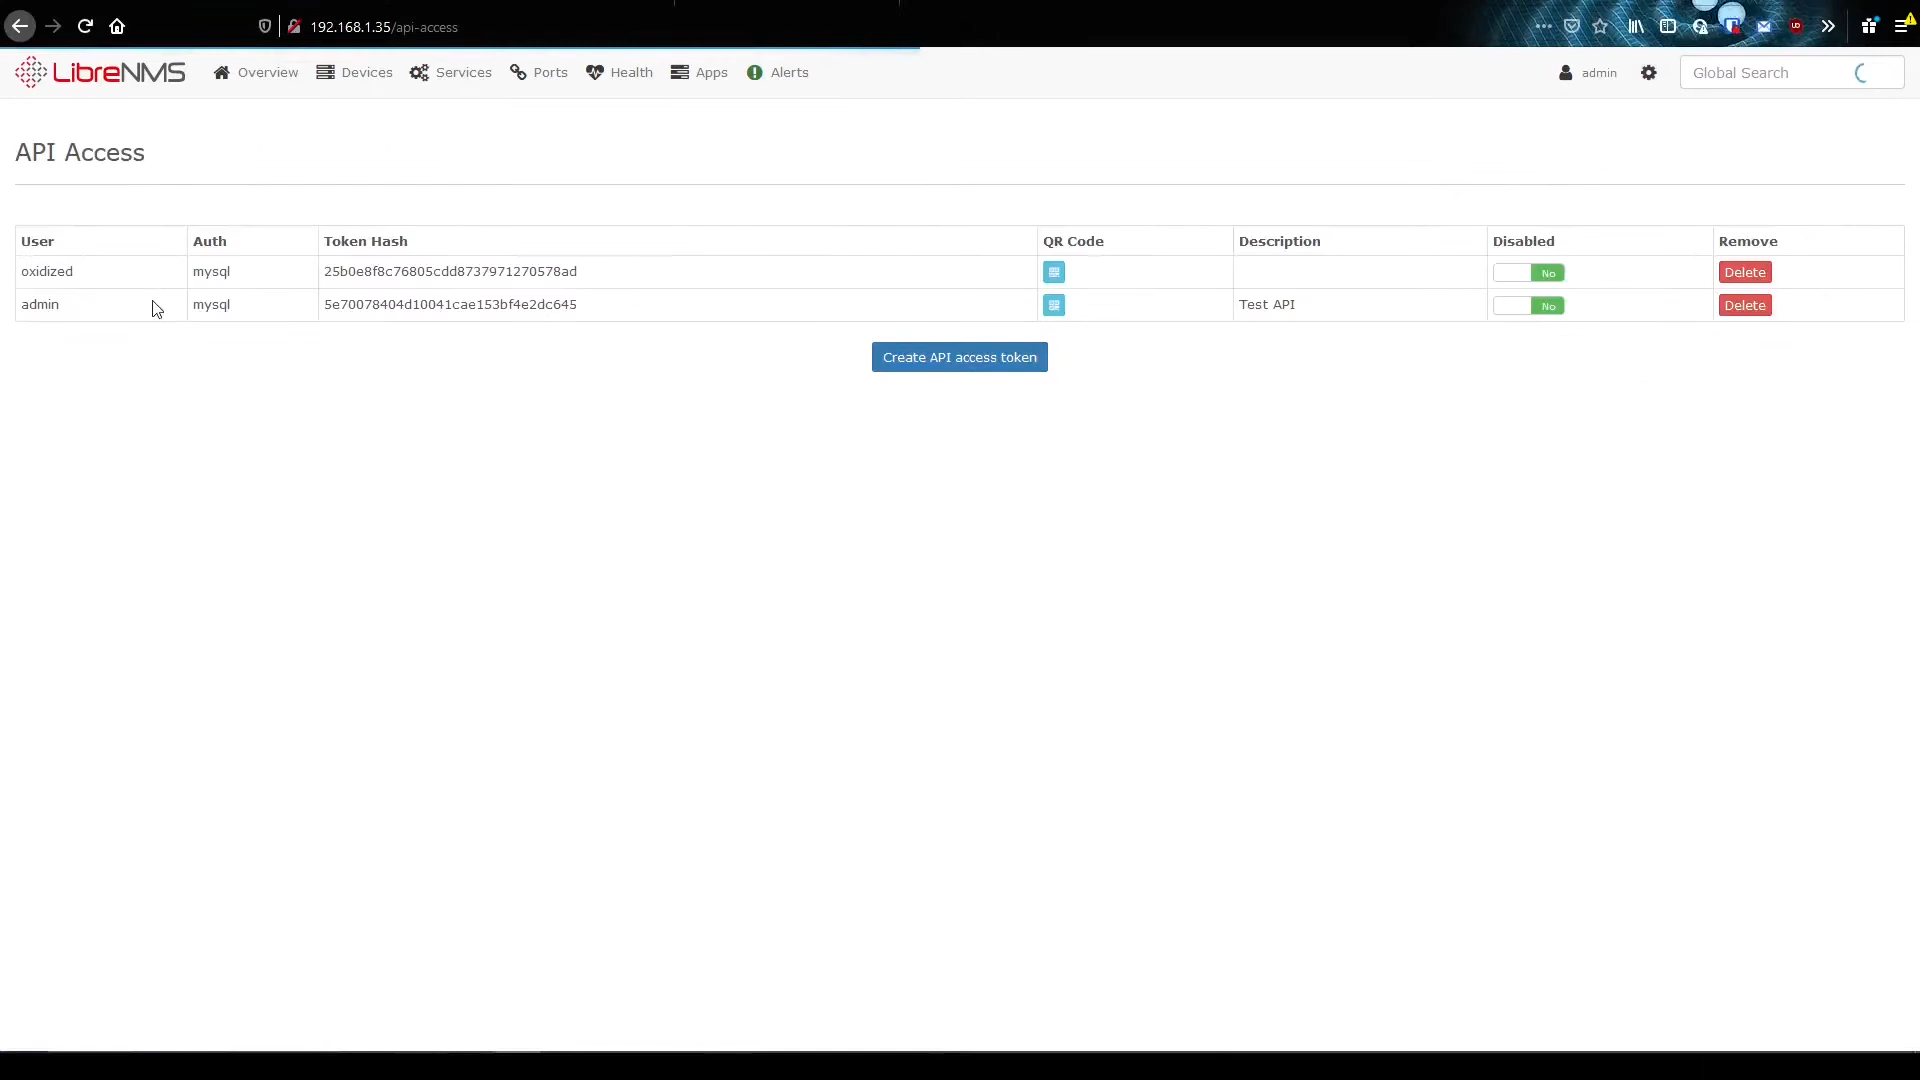 192.168.1.35/api-access
LibreNMS Overview Devices Services Ports Health Apps Alerts admin Global Search
API Access
User Auth Token Hash QR Code Description Disabled Remove
oxidized mysql 25b0e8f8c76805cdd8737971270578ad No Delete
admin mysql 5e70078404d10041cae153bf4e2dc645 Test API No Delete
Create API access token